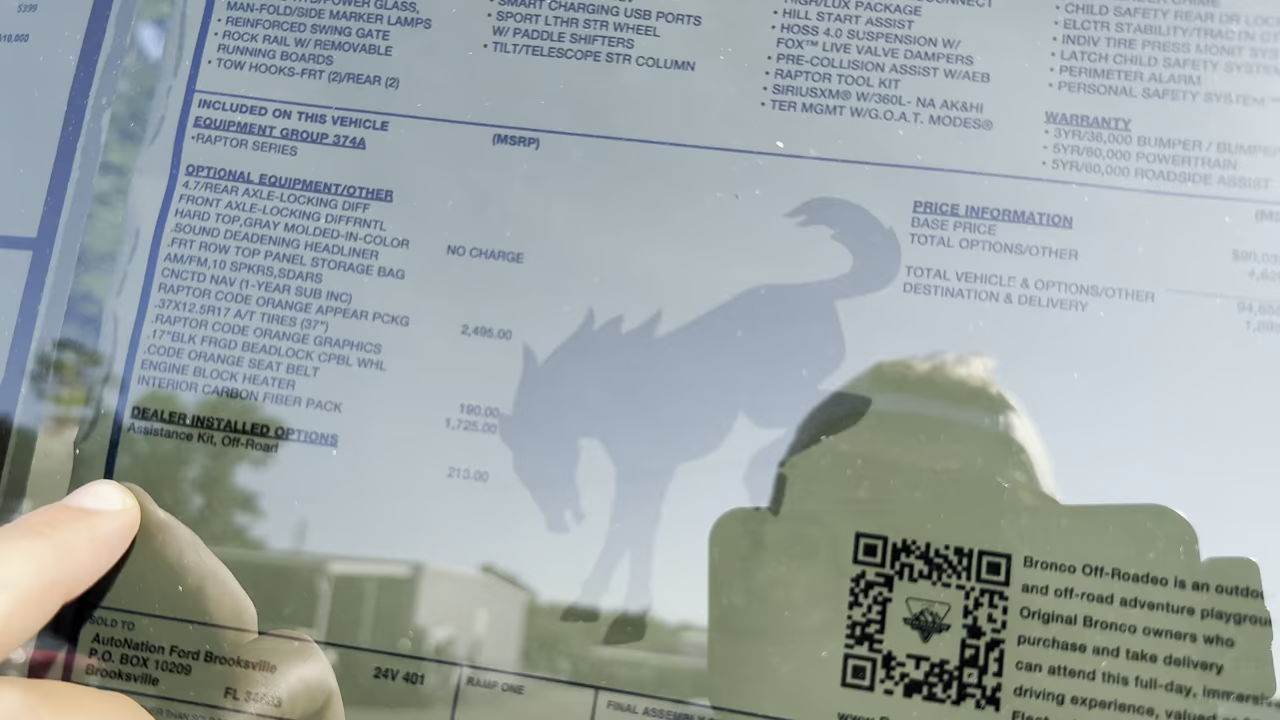 5399
$10,000
MAN-FOLD/SIDE MARKER LAMPS
• REINFORCED SWING GATE
• ROCK RAIL W/ REMOVABLE
RUNNING BOARDS
• TOW HOOKS-FRT (2)/REAR (2)
SMART CHARGING USB PORTS
• SPORT LTHR STR WHEEL
W/ PADDLE SHIFTERS
• TILT/TELESCOPE STR COLUMN
HIGH/LUX PACKAGE
• HILL START ASSIST
• HOSS 4.0 SUSPENSION W/
FOX™ LIVE VALVE DAMPERS
• PRE-COLLISION ASSIST W/AEB
• RAPTOR TOOL KIT
• SIRIUSXM® W/360L- NA AK&HI
• TER MGMT W/G.O.A.T. MODES®
• CHILD SAFETY REAR DR LOC
• ELCTR STABILITY/TRAC IN CT
• INDIV TIRE PRESS MONIT SYS
• LATCH CHILD SAFETY SYSTEM
• PERIMETER ALARM
• PERSONAL SAFETY SYSTEM™
WARRANTY
• 3YR/36,000 BUMPER / BUMPER
• 5YR/60,000 POWERTRAIN
• 5YR/60,000 ROADSIDE ASSIST
INCLUDED ON THIS VEHICLE
(MSRP)
EQUIPMENT GROUP 374A
•RAPTOR SERIES
OPTIONAL EQUIPMENT/OTHER
4.7/REAR AXLE-LOCKING DIFF
FRONT AXLE-LOCKING DIFFRNTL
HARD TOP,GRAY MOLDED-IN-COLOR NO CHARGE
.SOUND DEADENING HEADLINER
.FRT ROW TOP PANEL STORAGE BAG
AM/FM,10 SPKRS,SDARS
CNCTD NAV (1-YEAR SUB INC)
RAPTOR CODE ORANGE APPEAR PCKG 2,495.00
.37X12.5R17 A/T TIRES (37")
.RAPTOR CODE ORANGE GRAPHICS
.17"BLK FRGD BEADLOCK CPBL WHL
.CODE ORANGE SEAT BELT
ENGINE BLOCK HEATER 190.00
INTERIOR CARBON FIBER PACK 1,725.00
DEALER INSTALLED OPTIONS
Assistance Kit, Off-Road 210.00
PRICE INFORMATION
BASE PRICE
TOTAL OPTIONS/OTHER
TOTAL VEHICLE & OPTIONS/OTHER
DESTINATION & DELIVERY
SOLD TO
AutoNation Ford Brooksville
P.O. BOX 10209
Brooksville
FL
24V 401
RAMP ONE
FINAL ASSEMBLY
Bronco Off-Roadeo is an outdoo
and off-road adventure playgroun
Original Bronco owners who
purchase and take delivery
can attend this full-day, immersi
driving experience, valued